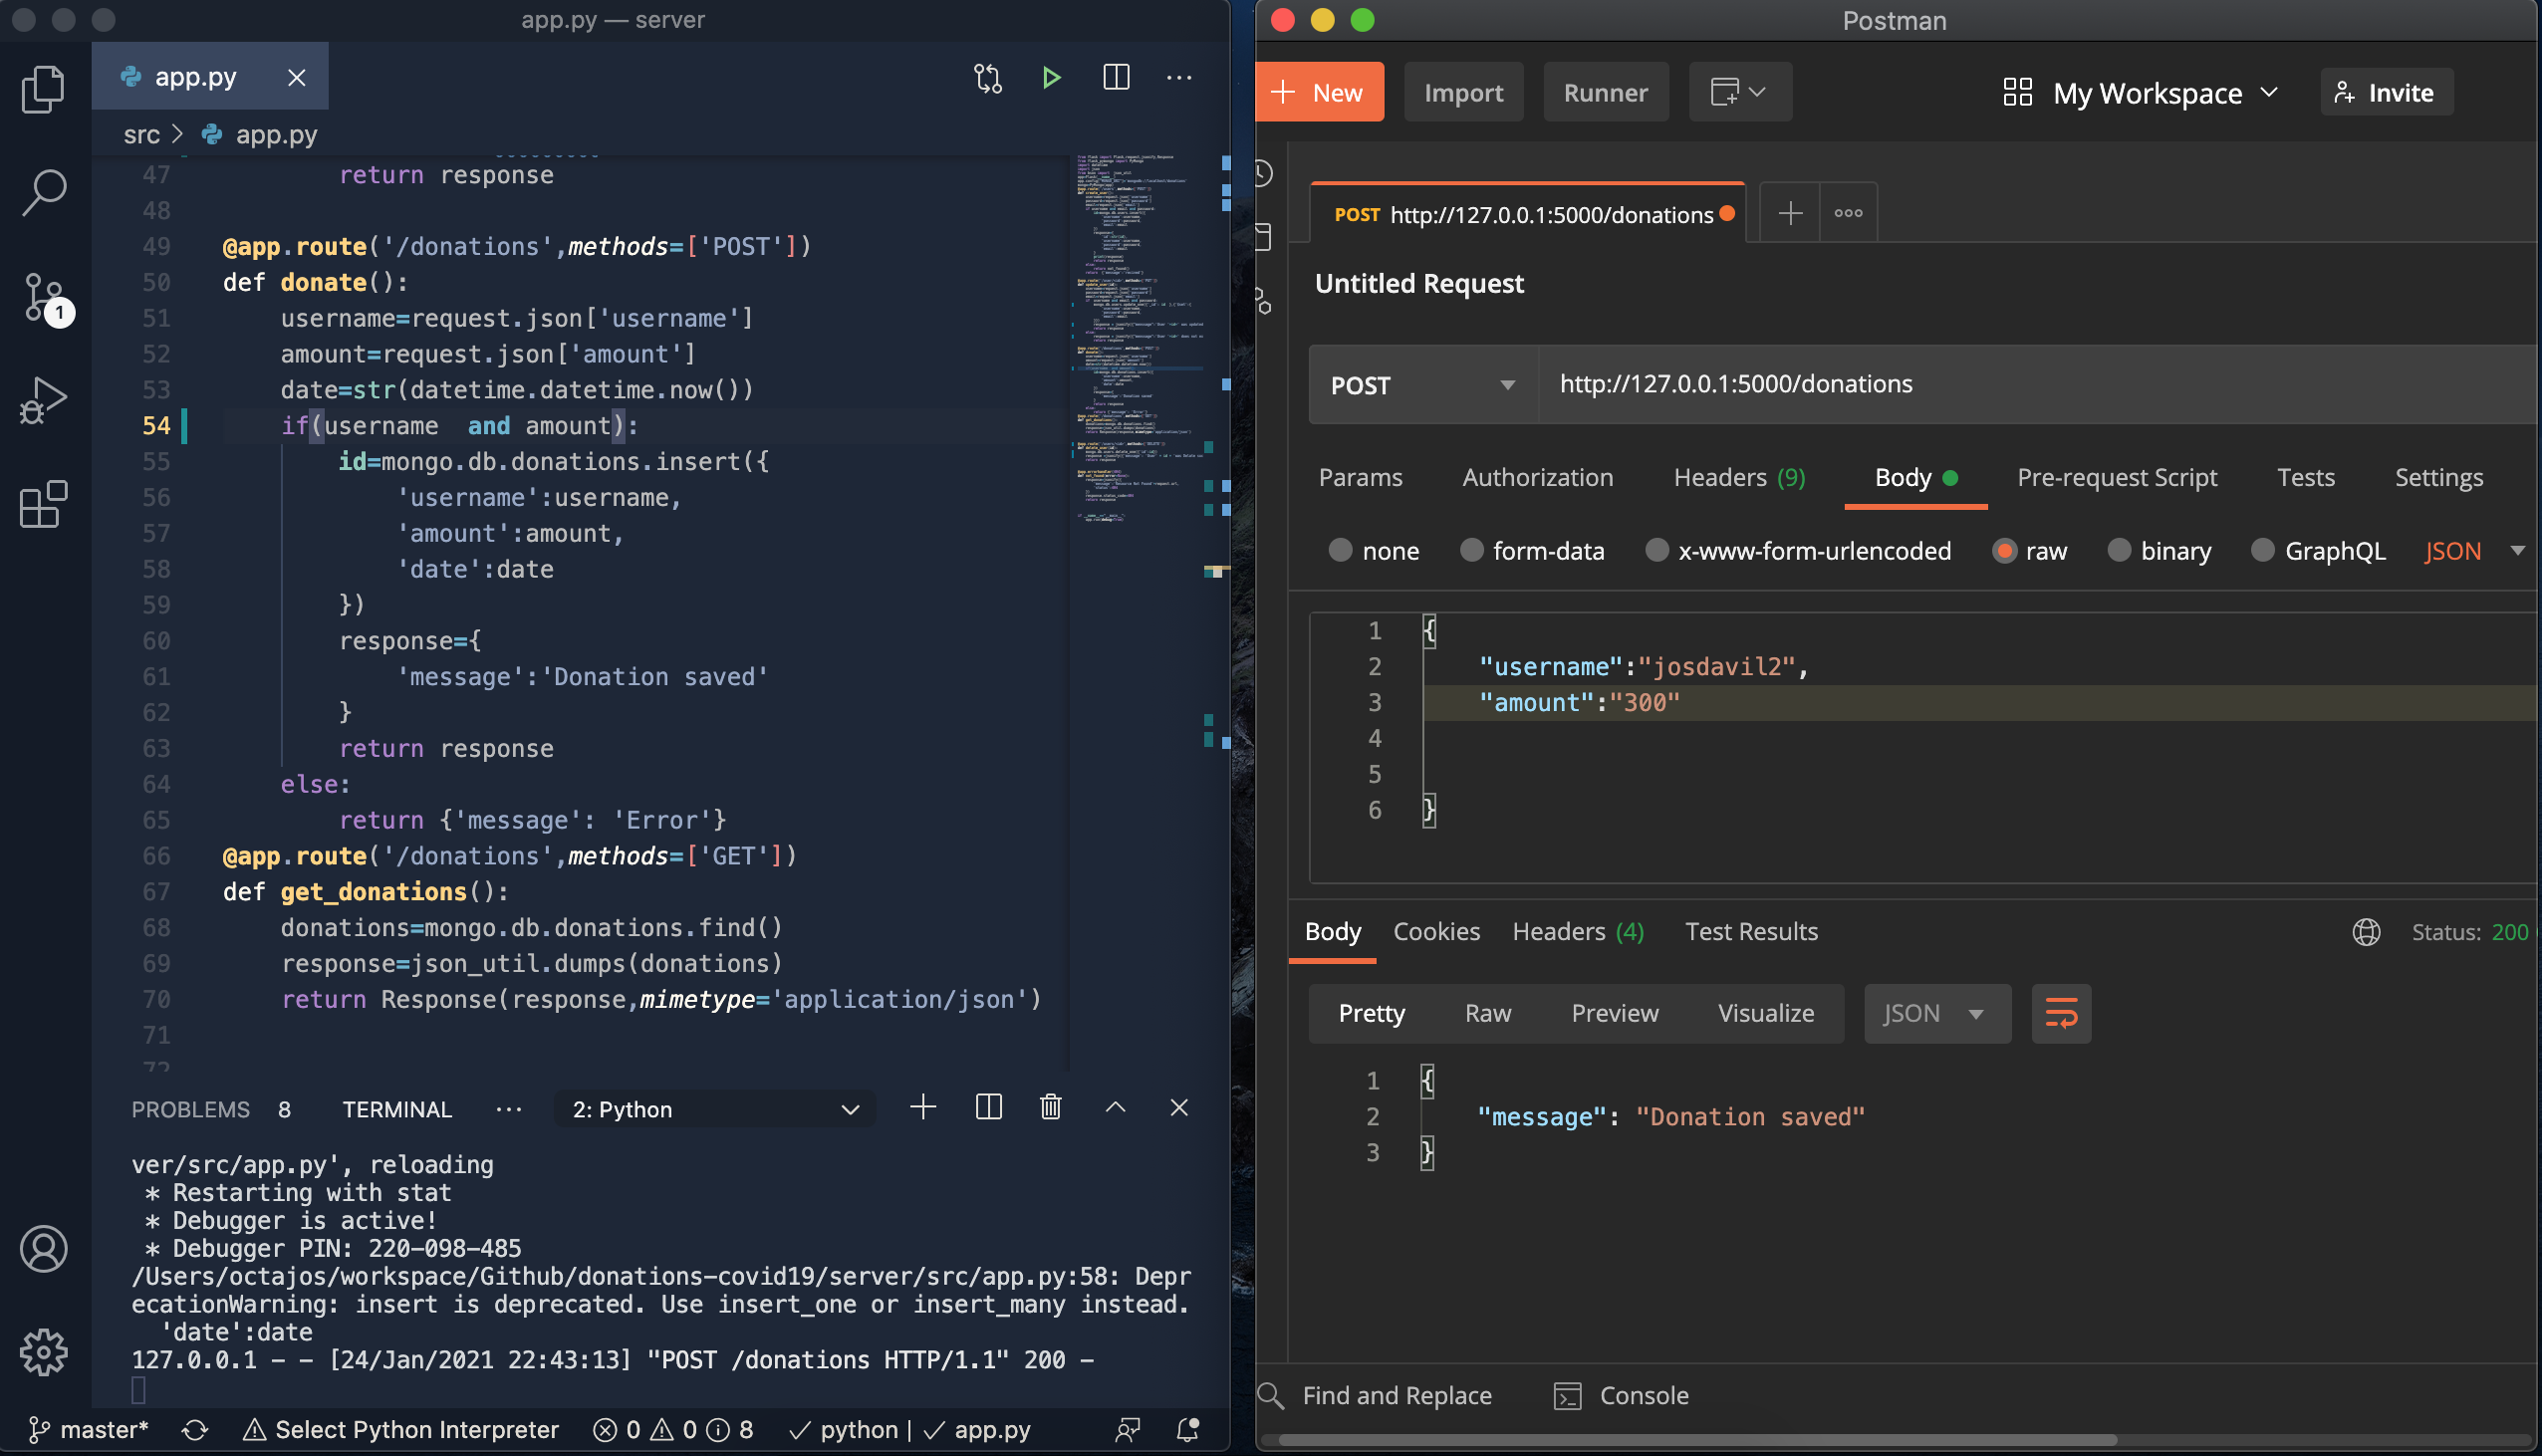 app.py — server
app.py
src > app.py
47 return response
48
49 @app.route('/donations',methods=['POST'])
50 def donate():
51 username=request.json['username']
52 amount=request.json['amount']
53 date=str(datetime.datetime.now())
54 if(username  and amount):
55 id=mongo.db.donations.insert({
56 'username':username,
57 'amount':amount,
58 'date':date
59 })
60 response={
61 'message':'Donation saved'
62 }
63 return response
64 else:
65 return {'message': 'Error'}
66 @app.route('/donations',methods=['GET'])
67 def get_donations():
68 donations=mongo.db.donations.find()
69 response=json_util.dumps(donations)
70 return Response(response,mimetype='application/json')
71
72
1
PROBLEMS 8 TERMINAL ··· 2: Python
ver/src/app.py', reloading
* Restarting with stat
* Debugger is active!
* Debugger PIN: 220-098-485
/Users/octajos/workspace/Github/donations-covid19/server/src/app.py:58: Depr
ecationWarning: insert is deprecated. Use insert_one or insert_many instead.
'date':date
127.0.0.1 - - [24/Jan/2021 22:43:13] "POST /donations HTTP/1.1" 200 -
master* Select Python Interpreter 0 0 8 ✓ python | ✓ app.py
Postman
+ New Import Runner My Workspace Invite
POST http://127.0.0.1:5000/donations
Untitled Request
POST http://127.0.0.1:5000/donations
Params Authorization Headers (9) Body Pre-request Script Tests Settings
none form-data x-www-form-urlencoded raw binary GraphQL JSON
1 {
2 "username":"josdavil2",
3 "amount":"300"
4
5
6 }
Body Cookies Headers (4) Test Results Status: 200
Pretty Raw Preview Visualize JSON
1 {
2 "message": "Donation saved"
3 }
Find and Replace Console